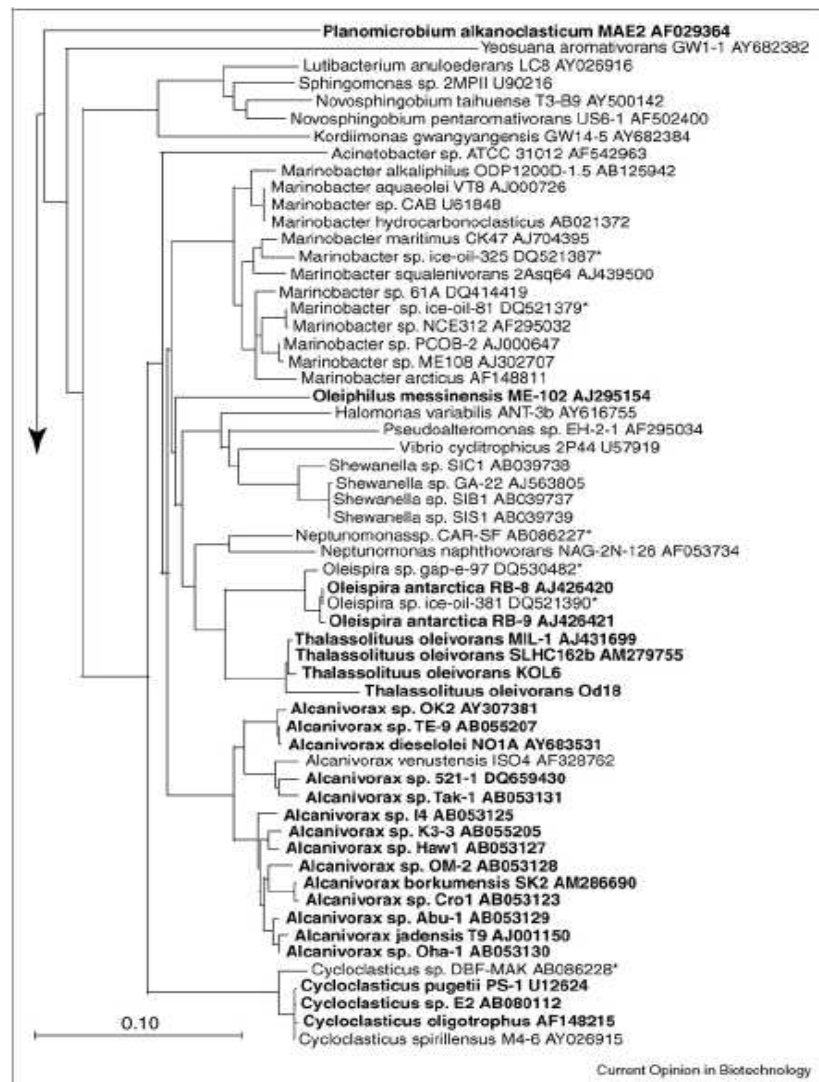 Planomicrobium alkanoclasticum MAE2 AF029364
Yeosuana aromativorans GW1-1 AY682382
Lutibacterium anuloederans LC8 AY026916
Sphingomonas sp. 2MPII U90216
Novosphingobium taihuense T3-B9 AY500142
Novosphingobium pentaromativorans US6-1 AF502400
Kordiimonas gwangyangensis GW14-5 AY682384
Acinetobacter sp. ATCC 31012 AF542963
Marinobacter alkaliphilus ODP1200D-1.5 AB125942
Marinobacter aquaeolei VT8 AJ000726
Marinobacter sp. CAB U61848
Marinobacter hydrocarbonoclasticus AB021372
Marinobacter maritimus CK47 AJ704395
Marinobacter sp. ice-oil-325 DQ521387*
Marinobacter squalenivorans 2Asq64 AJ439500
Marinobacter sp. 61A DQ414419
Marinobacter sp. ice-oil-81 DQ521379*
Marinobacter sp. NCE312 AF295032
Marinobacter sp. PCOB-2 AJ000647
Marinobacter sp. ME108 AJ302707
Marinobacter arcticus AF148811
Oleiphilus messinensis ME-102 AJ295154
Halomonas variabilis ANT-3b AY616755
Pseudoalteromonas sp. EH-2-1 AF295034
Vibrio cyclitrophicus 2P44 U57919
Shewanella sp. SIC1 AB039738
Shewanella sp. GA-22 AJ563805
Shewanella sp. SIB1 AB039737
Shewanella sp. SIS1 AB039739
Neptunomonassp. CAR-SF AB086227*
Neptunomonas naphthovorans NAG-2N-126 AF053734
Oleispira sp. gap-e-97 DQ530482*
Oleispira antarctica RB-8 AJ426420
Oleispira sp. ice-oil-381 DQ521390*
Oleispira antarctica RB-9 AJ426421
Thalassolituus oleivorans MIL-1 AJ431699
Thalassolituus oleivorans SLHC162b AM279755
Thalassolituus oleivorans KOL6
Thalassolituus oleivorans Od18
Alcanivorax sp. OK2 AY307381
Alcanivorax sp. TE-9 AB055207
Alcanivorax dieselolei NO1A AY683531
Alcanivorax venustensis ISO4 AF328762
Alcanivorax sp. 521-1 DQ659430
Alcanivorax sp. Tak-1 AB053131
Alcanivorax sp. I4 AB053125
Alcanivorax sp. K3-3 AB055205
Alcanivorax sp. Haw1 AB053127
Alcanivorax sp. OM-2 AB053128
Alcanivorax borkumensis SK2 AM286690
Alcanivorax sp. Cro1 AB053123
Alcanivorax sp. Abu-1 AB053129
Alcanivorax jadensis T9 AJ001150
Alcanivorax sp. Oha-1 AB053130
Cycloclasticus sp. DBF-MAK AB086228*
Cycloclasticus pugetii PS-1 U12624
Cycloclasticus sp. E2 AB080112
Cycloclasticus oligotrophus AF148215
Cycloclasticus spirillensus M4-6 AY026915
0.10
Current Opinion in Biotechnology